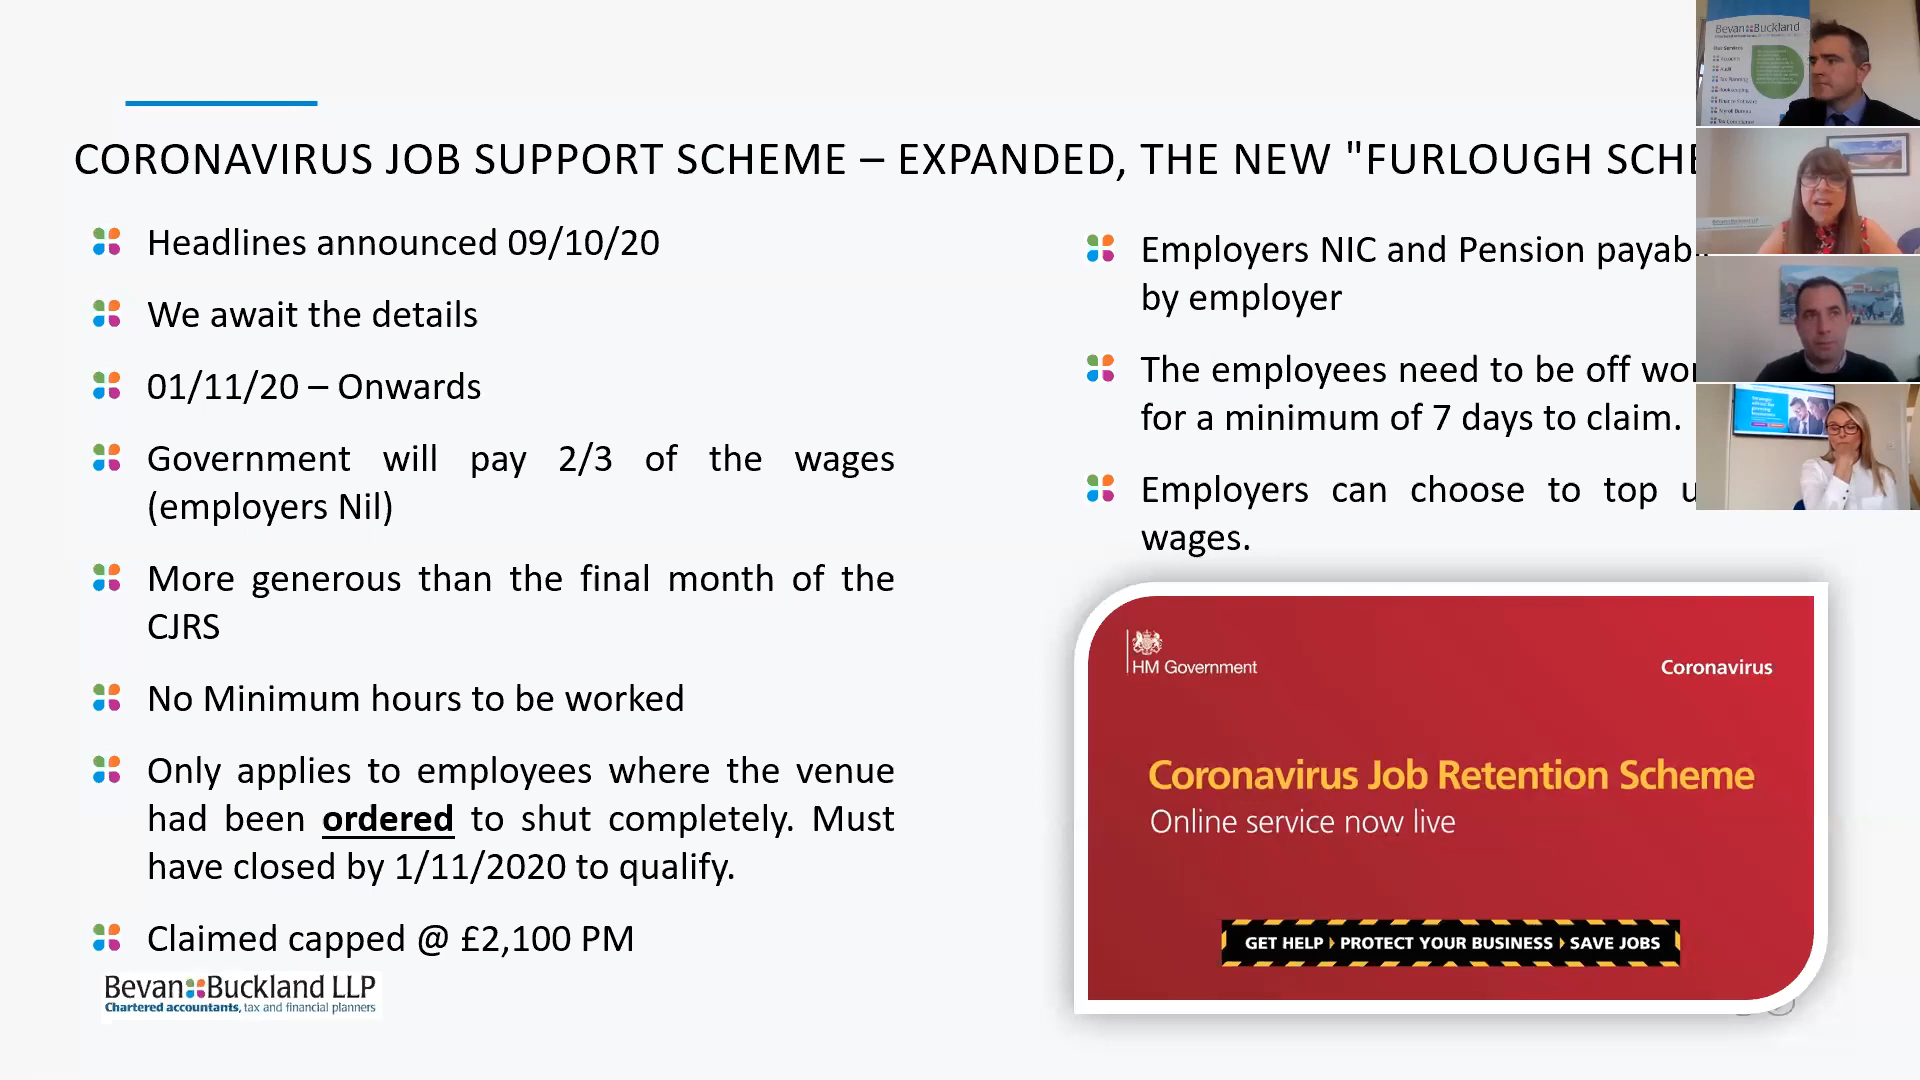 CORONAVIRUS JOB SUPPORT SCHEME – EXPANDED, THE NEW "FURLOUGH SCHE
Headlines announced 09/10/20
We await the details
01/11/20 – Onwards
Government will pay 2/3 of the wages
(employers Nil)
More generous than the final month of the
CJRS
No Minimum hours to be worked
Only applies to employees where the venue
had been ordered to shut completely. Must
have closed by 1/11/2020 to qualify.
Claimed capped @ £2,100 PM
Bevan Buckland LLP
Chartered accountants, tax and financial planners
Employers NIC and Pension
by employer
The employees need to be off
for a minimum of 7 days to claim.
Employers can choose to top
wages.
HM Government
Coronavirus
Coronavirus Job Retention Scheme
Online service now live
GET HELP PROTECT YOUR BUSINESS SAVE JOBS
Bevan Buckland